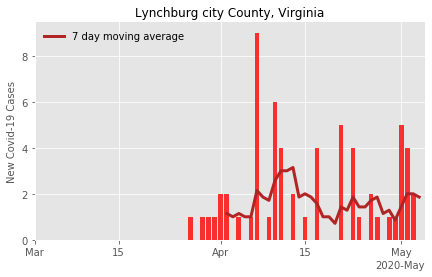 Lynchburg city County, Virginia
7 day moving average
New Covid-19 Cases
8
6
4
2
0
Mar 15 Apr 15 May
2020-May